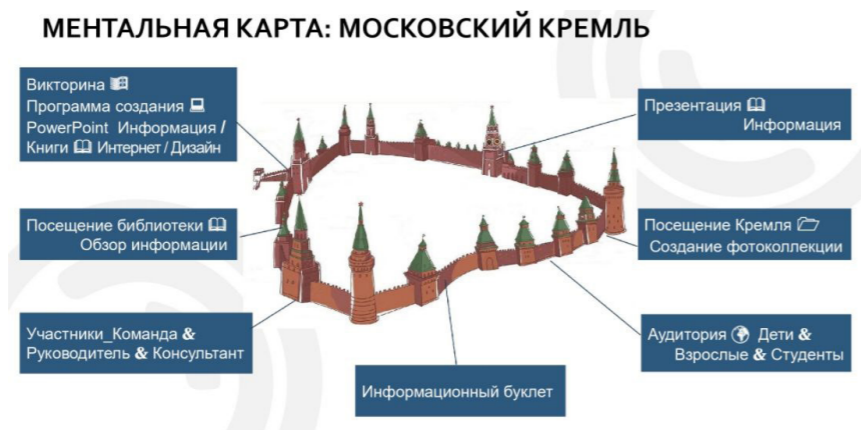 МЕНТАЛЬНАЯ КАРТА: МОСКОВСКИЙ КРЕМЛЬ
Викторина
Программа создания
PowerPoint Информация /
Книги Интернет / Дизайн
Презентация
Информация
Посещение библиотеки
Обзор информации
Посещение Кремля
Создание фотоколлекции
Участники_Команда &
Руководитель & Консультант
Аудитория Дети &
Взрослые & Студенты
Информационный буклет